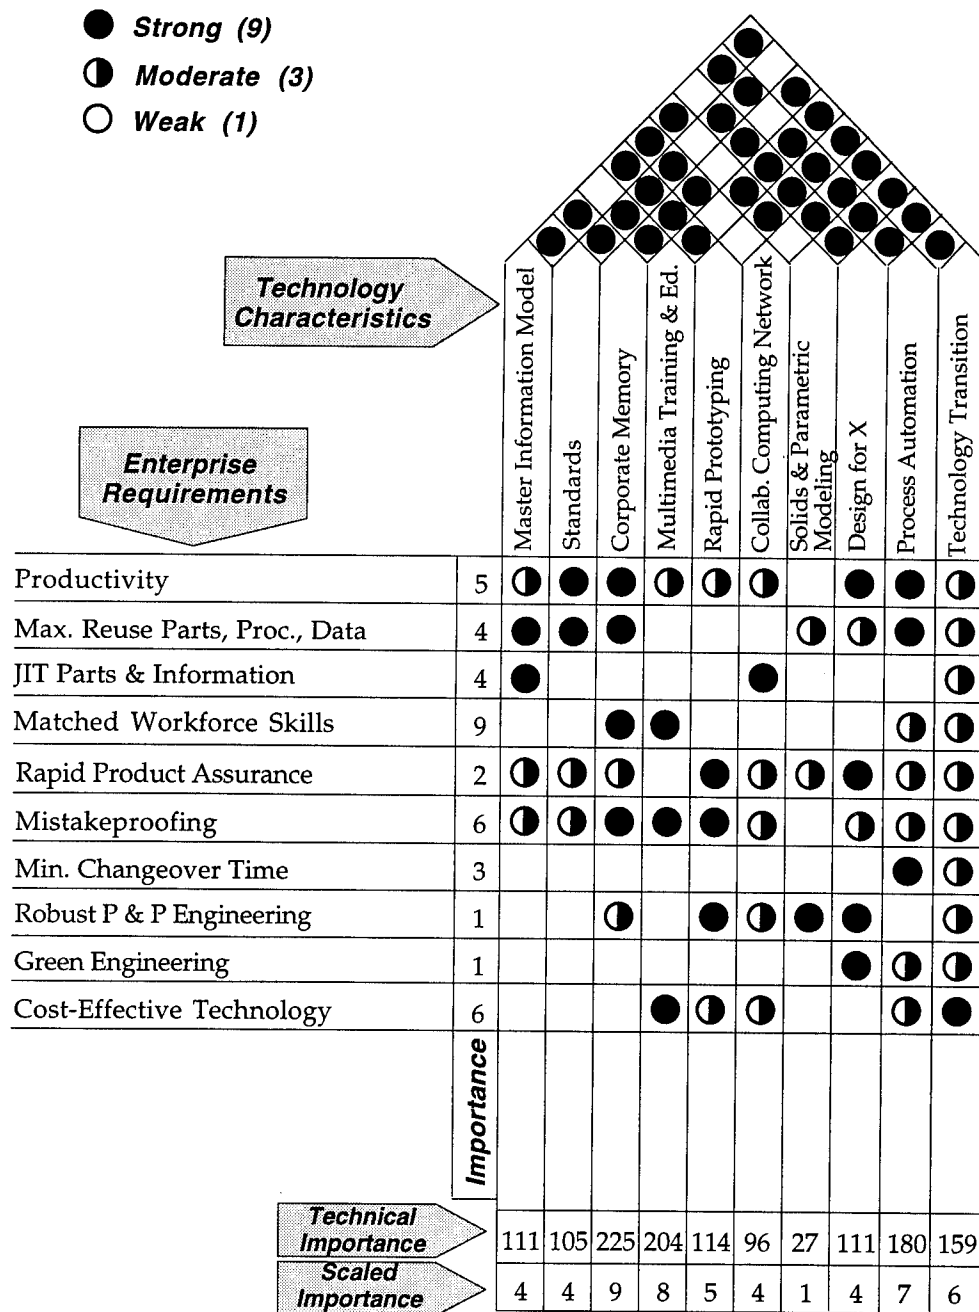 Strong (9)
Moderate (3)
Weak (1)
Technology
Characteristics
Master Information Model
Standards
Corporate Memory
Multimedia Training & Ed.
Rapid Prototyping
Collab. Computing Network
Solids & Parametric
Modeling
Design for X
Process Automation
Technology Transition
Enterprise
Requirements
Productivity 5
Max. Reuse Parts, Proc., Data 4
JIT Parts & Information 4
Matched Workforce Skills 9
Rapid Product Assurance 2
Mistakeproofing 6
Min. Changeover Time 3
Robust P & P Engineering 1
Green Engineering 1
Cost-Effective Technology 6
Importance
Technical
Importance
111 105 225 204 114 96 27 111 180 159
Scaled
Importance
4 4 9 8 5 4 1 4 7 6